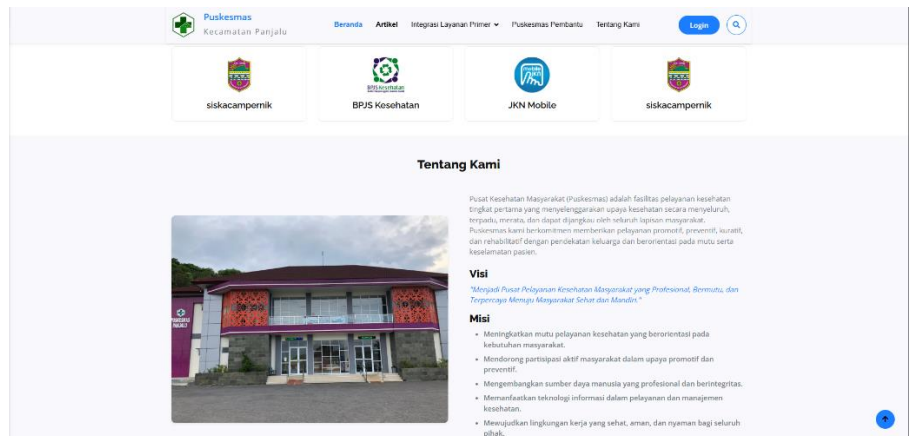 Puskesmas
Kecamatan Panjalu
Beranda
Artikel
Integrasi Layanan Primer
Puskesmas Pembantu
Tentang Kami
Login
siskacampernik
BPJS Kesehatan
BPJS Kesehatan
mobile
JKN
JKN Mobile
siskacampernik
Tentang Kami
Pusat Kesehatan Masyarakat (Puskesmas) adalah fasilitas pelayanan kesehatan
tingkat pertama yang menyelenggarakan upaya kesehatan secara menyeluruh,
terpadu, merata, dan dapat dijangkau oleh seluruh lapisan masyarakat.
Puskesmas kami berkomitmen memberikan pelayanan promotif, preventif, kuratif,
dan rehabilitatif dengan pendekatan keluarga dan berorientasi pada mutu serta
keselamatan pasien.
Visi
"Menjadi Pusat Pelayanan Kesehatan Masyarakat yang Profesional, Bermutu, dan
Terpercaya Menuju Masyarakat Sehat dan Mandiri."
Misi
Meningkatkan mutu pelayanan kesehatan yang berorientasi pada
kebutuhan masyarakat.
Mendorong partisipasi aktif masyarakat dalam upaya promotif dan
preventif.
Mengembangkan sumber daya manusia yang profesional dan berintegritas.
Memanfaatkan teknologi informasi dalam pelayanan dan manajemen
kesehatan.
Mewujudkan lingkungan kerja yang sehat, aman, dan nyaman bagi seluruh
pihak.
PUSKESMAS
PANJALU